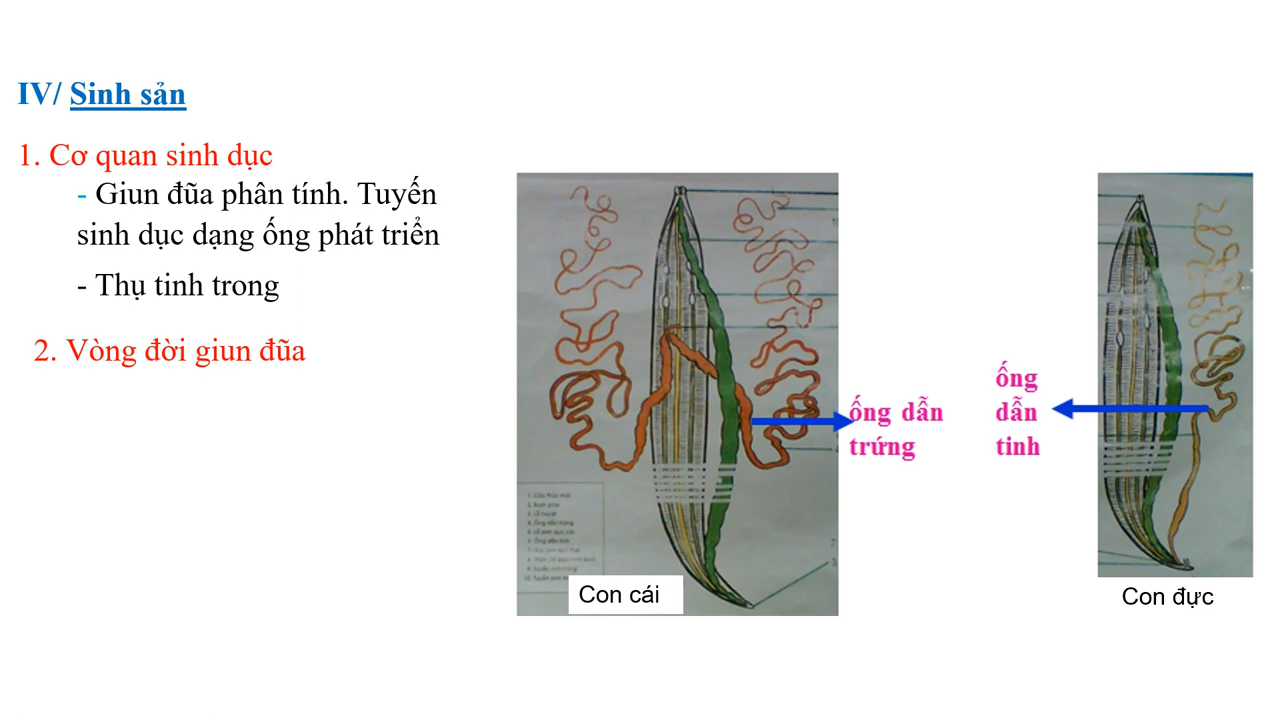 IV/ Sinh sản
1. Cơ quan sinh dục
- Giun đũa phân tính. Tuyến
sinh dục dạng ống phát triển
- Thụ tinh trong
2. Vòng đời giun đũa
ống dẫn
trứng
ống
dẫn
tinh
Con cái
Con đực